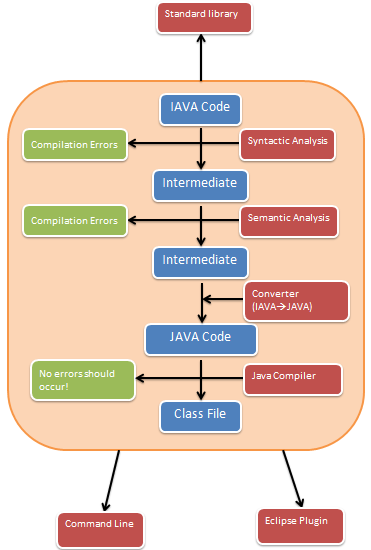 Standard library
IAVA Code
Compilation Errors
Syntactic Analysis
Intermediate
Compilation Errors
Semantic Analysis
Intermediate
Converter
(IAVA→JAVA)
JAVA Code
No errors should
occur!
Java Compiler
Class File
Command Line
Eclipse Plugin